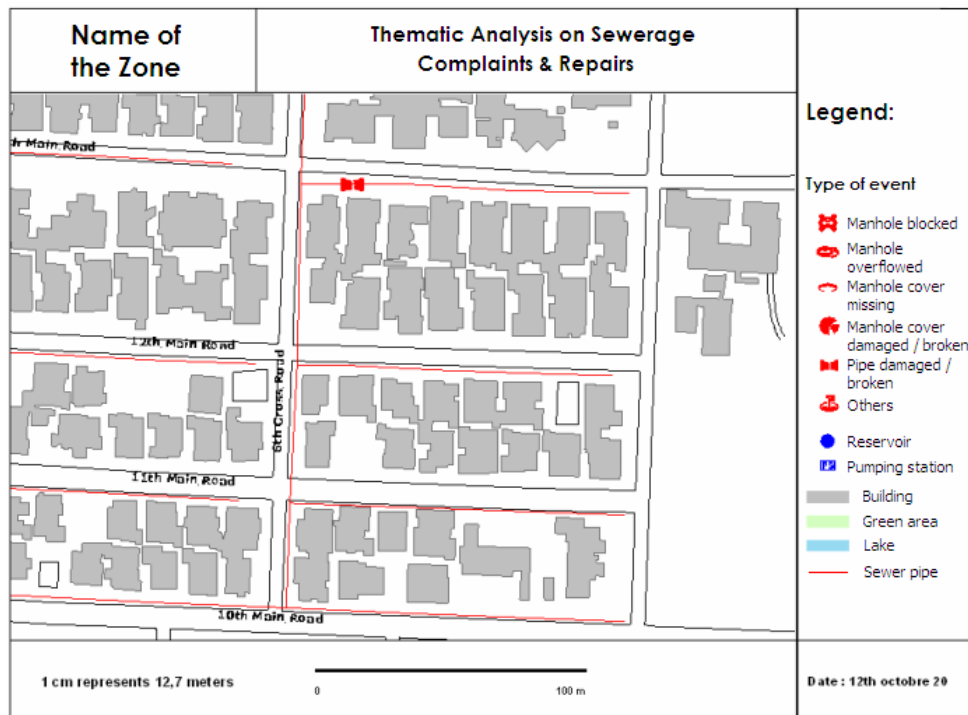 Name of
the Zone
Thematic Analysis on Sewerage
Complaints & Repairs
h Main Road
12th Main Road
6th Cross Road
11th Main Road
10th Main Road
Legend:
Type of event
Manhole blocked
Manhole
overflowed
Manhole cover
missing
Manhole cover
damaged / broken
Pipe damaged /
broken
Others
Reservoir
Pumping station
Building
Green area
Lake
Sewer pipe
1 cm represents 12,7 meters
0
100 m
Date : 12th octobre 20